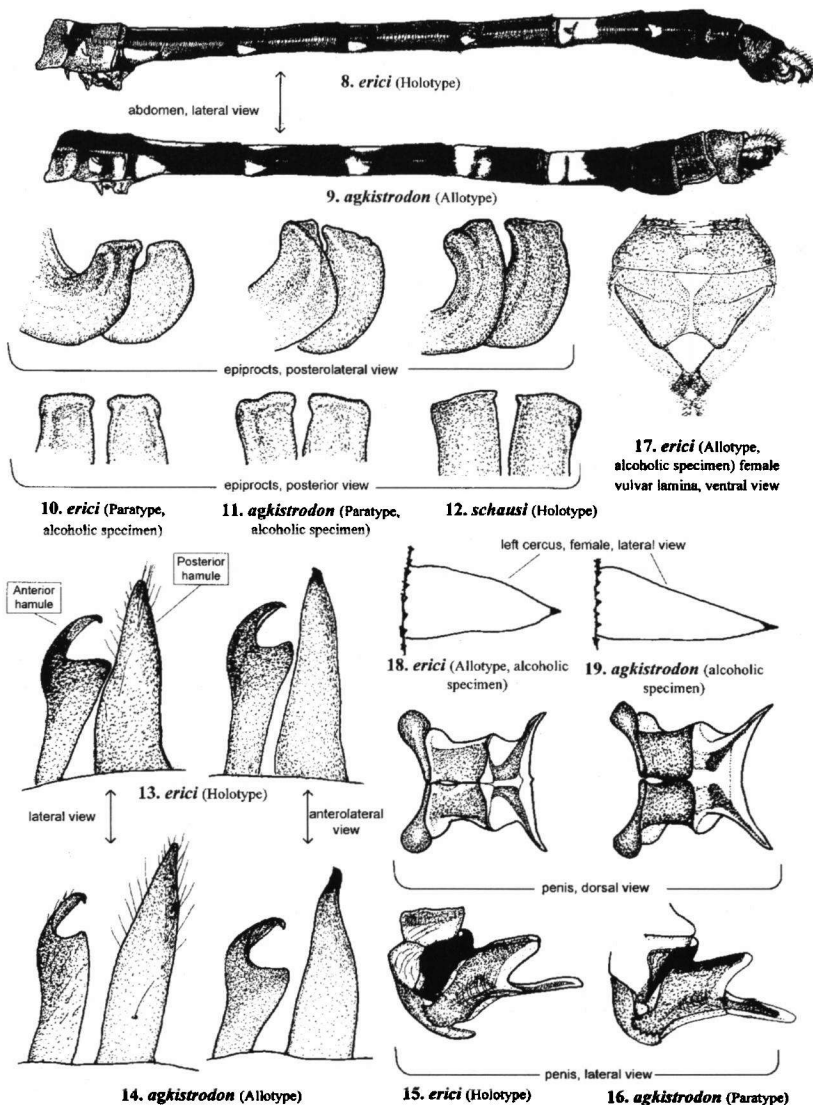 8. erici (Holotype)
abdomen, lateral view
9. agkistrodon (Allotype)
epiprocts, posterolateral view
epiprocts, posterior view
10. erici (Paratype,
alcoholic specimen)
11. agkistrodon (Paratype,
alcoholic specimen)
12. schausi (Holotype)
17. erici (Allotype,
alcoholic specimen) female
vulvar lamina, ventral view
Anterior
hamule
Posterior
hamule
left cercus, female, lateral view
18. erici (Allotype, alcoholic
specimen)
19. agkistrodon (alcoholic
specimen)
13. erici (Holotype)
lateral view
anterolateral
view
penis, dorsal view
penis, lateral view
14. agkistrodon (Allotype)
15. erici (Holotype)
16. agkistrodon (Paratype)